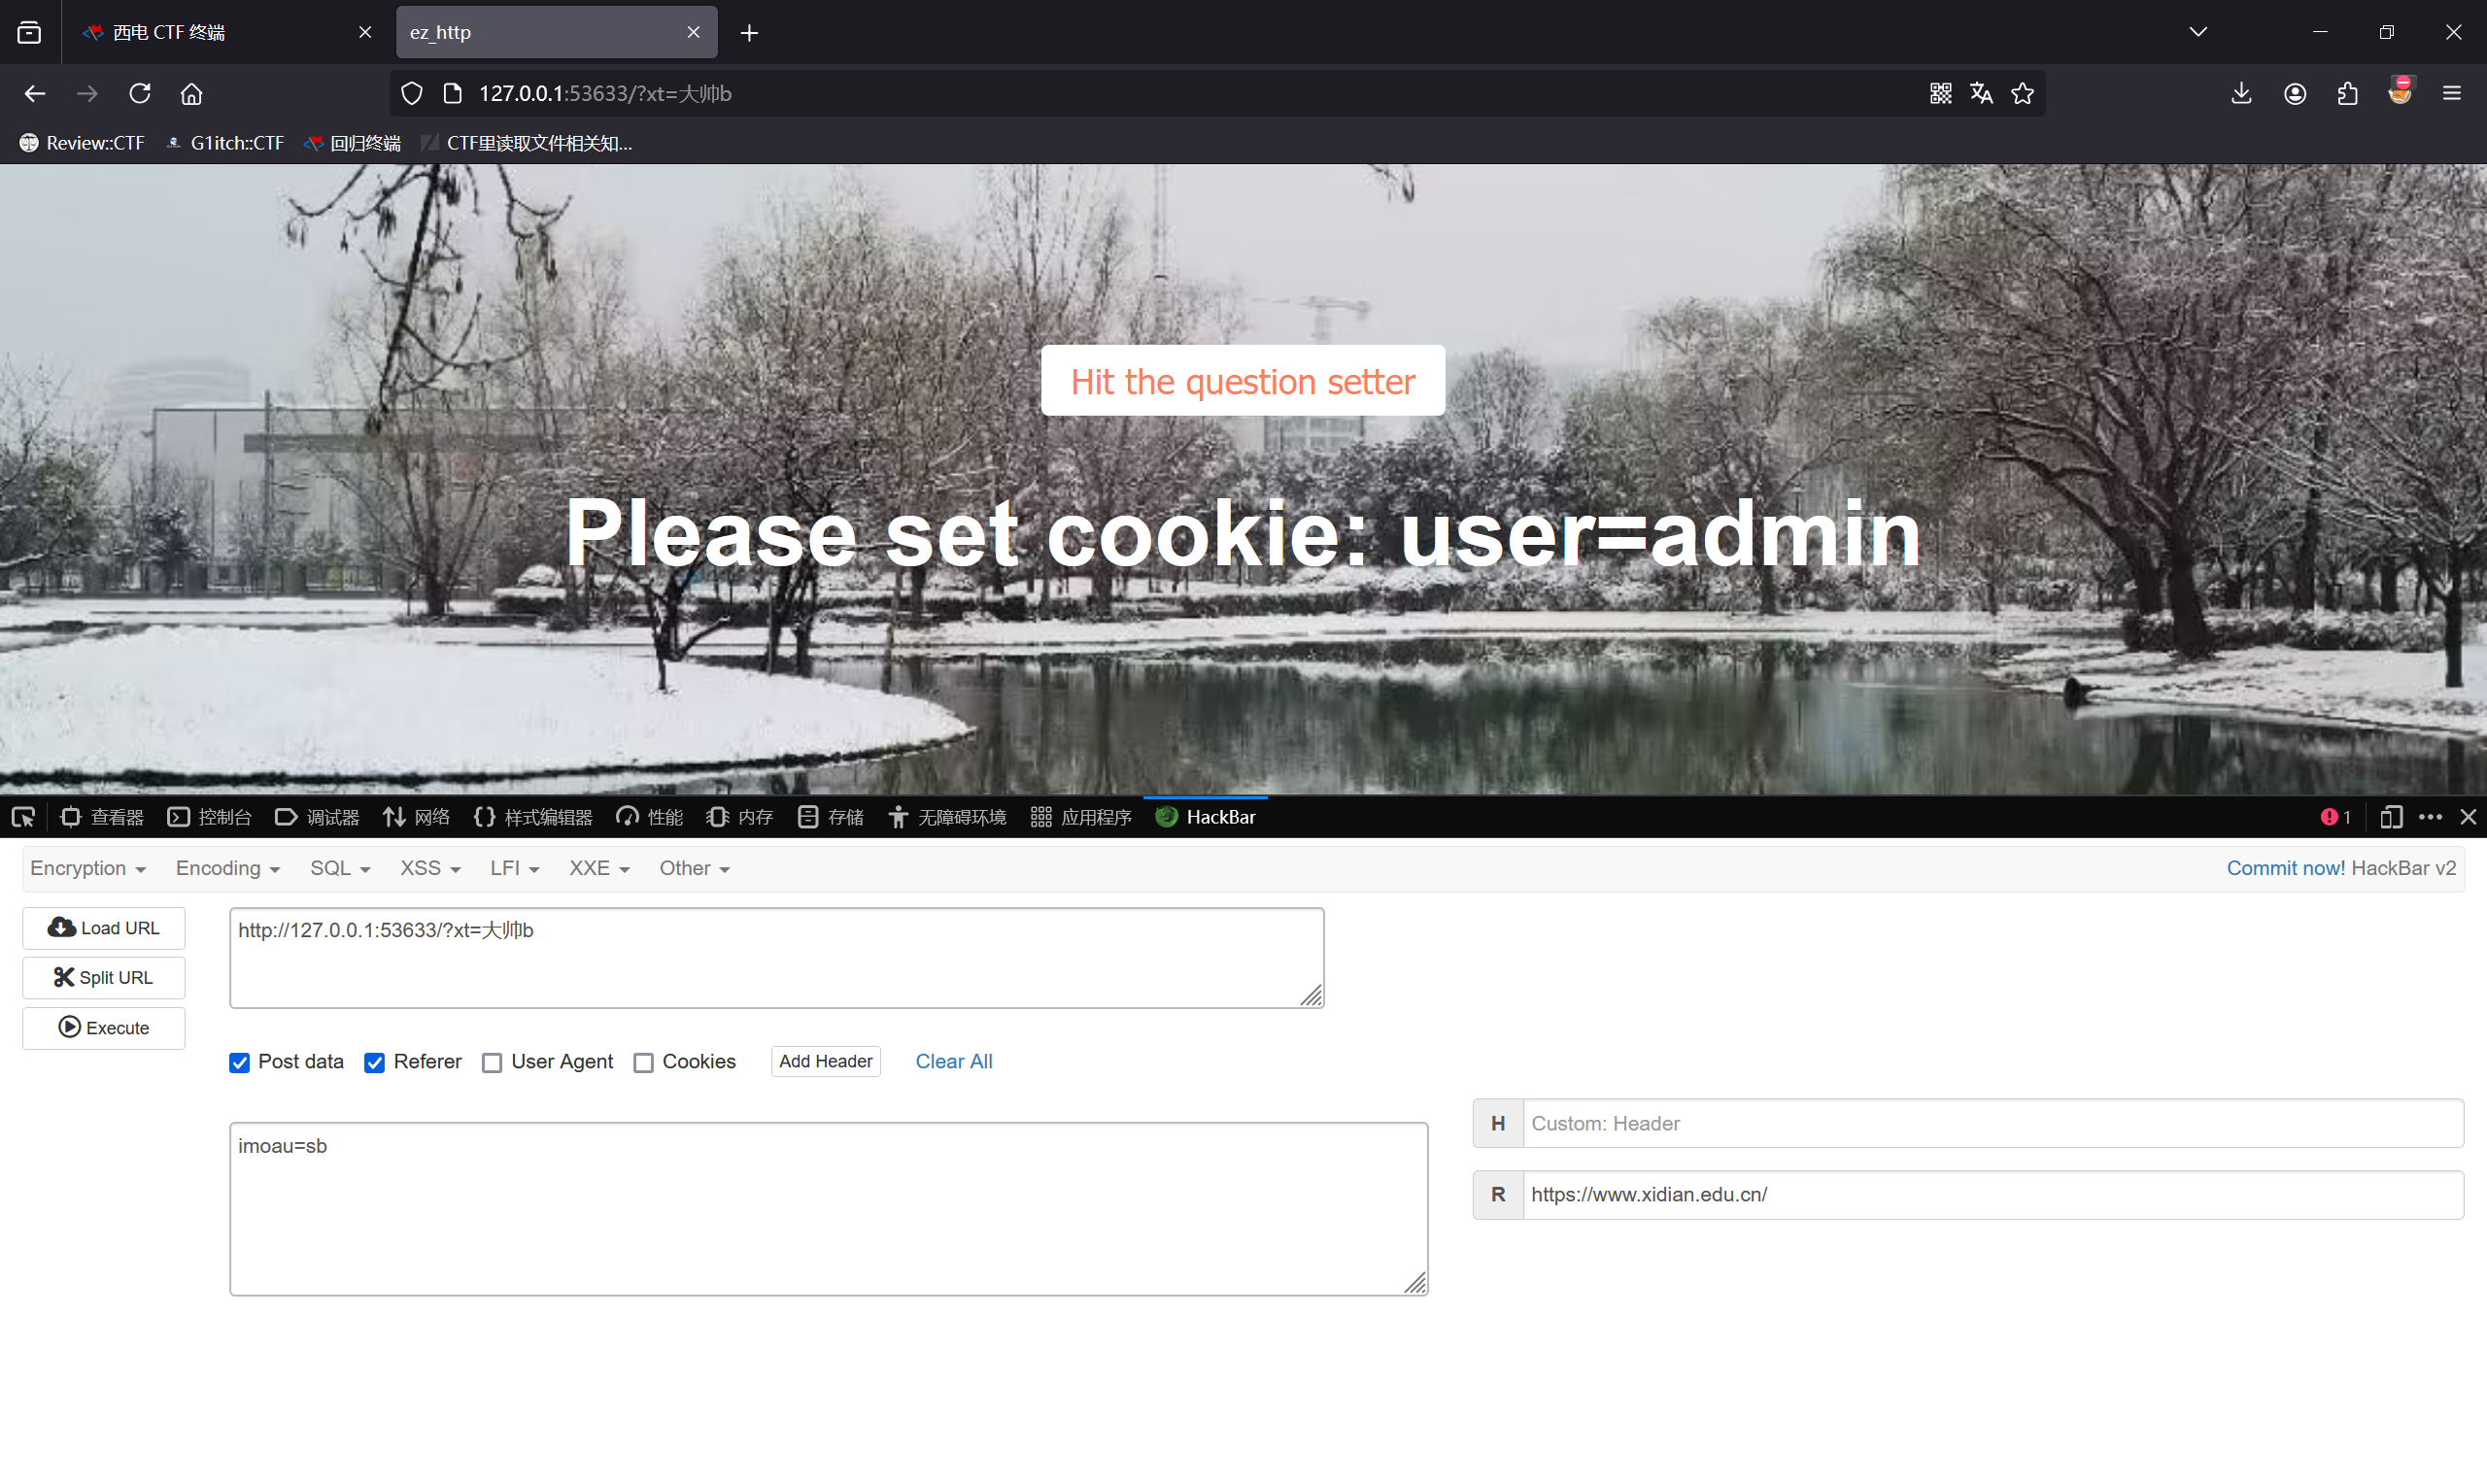 西电 CTF 终端
ez_http
127.0.0.1:53633/?xt=大帅b
Review::CTF
G1itch::CTF
回归终端
CTF里读取文件相关知...
Hit the question setter
Please set cookie: user=admin
查看器
控制台
调试器
网络
样式编辑器
性能
内存
存储
无障碍环境
应用程序
HackBar
1
Encryption
Encoding
SQL
XSS
LFI
XXE
Other
Commit now! HackBar v2
Load URL
http://127.0.0.1:53633/?xt=大帅b
Split URL
Execute
Post data
Referer
User Agent
Cookies
Add Header
Clear All
H
Custom: Header
imoau=sb
R
https://www.xidian.edu.cn/